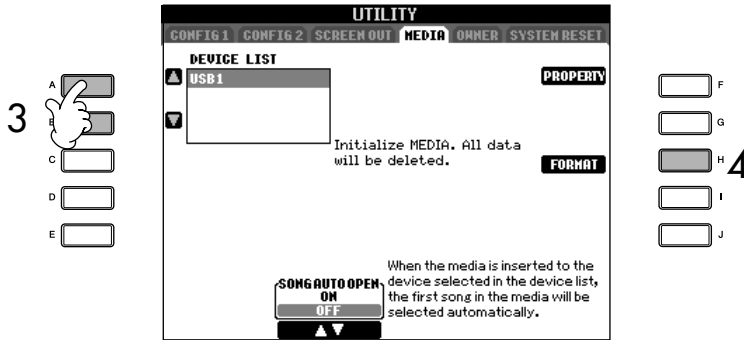 UTILITY
CONFIG 1 CONFIG 2 SCREEN OUT MEDIA OWNER SYSTEM RESET
DEVICE LIST
USB1
PROPERTY
Initialize MEDIA. All data
will be deleted.
FORMAT
When the media is inserted to the
device selected in the device list,
the first song in the media will be
selected automatically.
SONG AUTO OPEN
ON
OFF
3
A
B
C
D
E
F
G
H
I
J
4